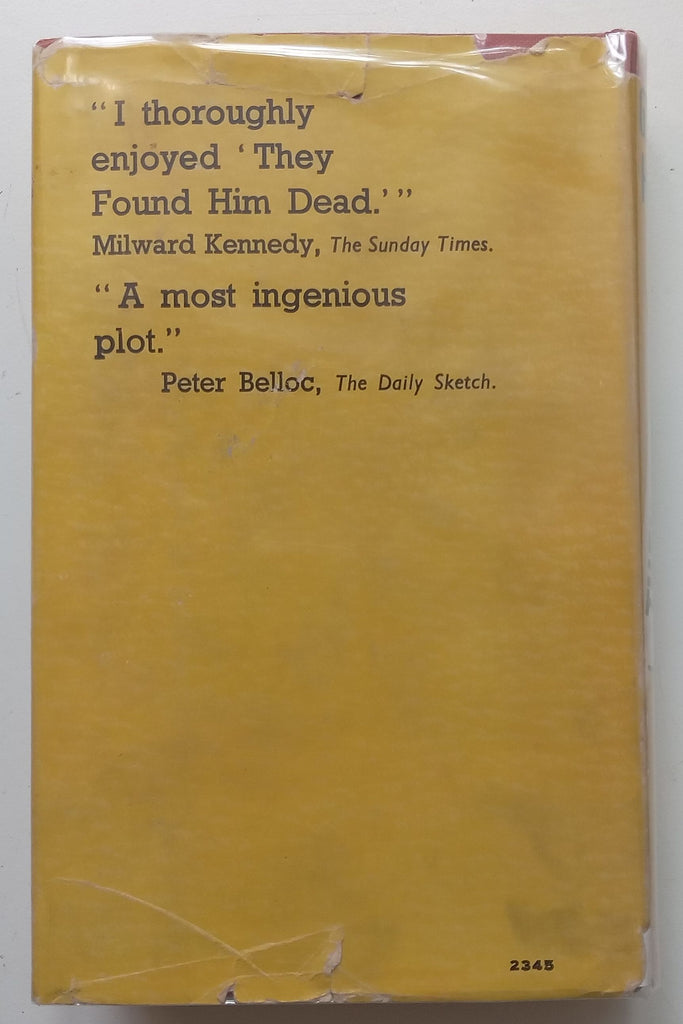 “I thoroughly
enjoyed ‘They
Found Him Dead.’”
Milward Kennedy, The Sunday Times.
“A most ingenious
plot.”
Peter Belloc, The Daily Sketch.
2345